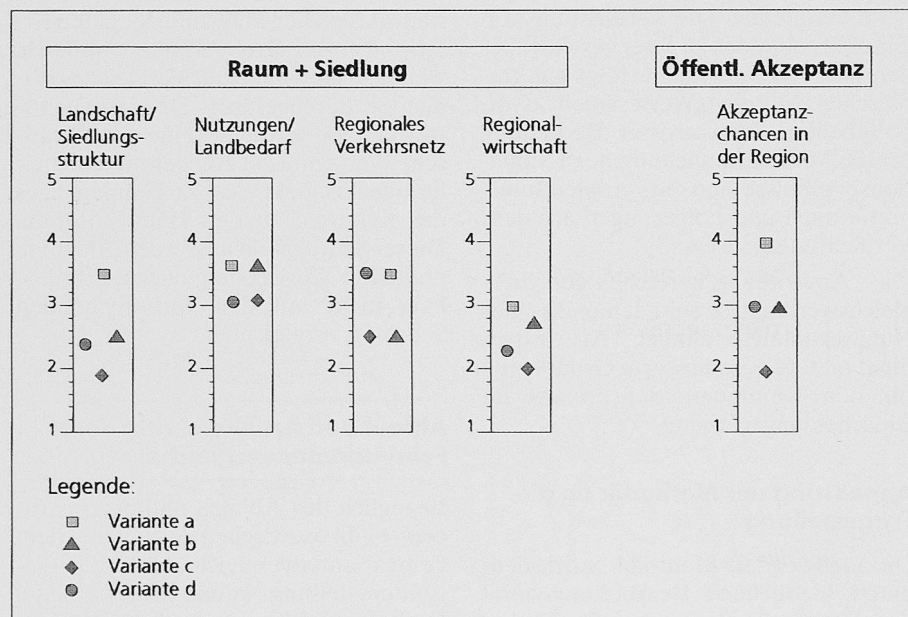 Raum + Siedlung
Öffentl. Akzeptanz
Landschaft/
Siedlungs-
struktur
Nutzungen/
Landbedarf
Regionales
Verkehrsnetz
Regional-
wirtschaft
Akzeptanz-
chancen in
der Region
5
4
3
2
1
5
4
3
2
1
5
4
3
2
1
5
4
3
2
1
5
4
3
2
1
Legende:
Variante a
Variante b
Variante c
Variante d